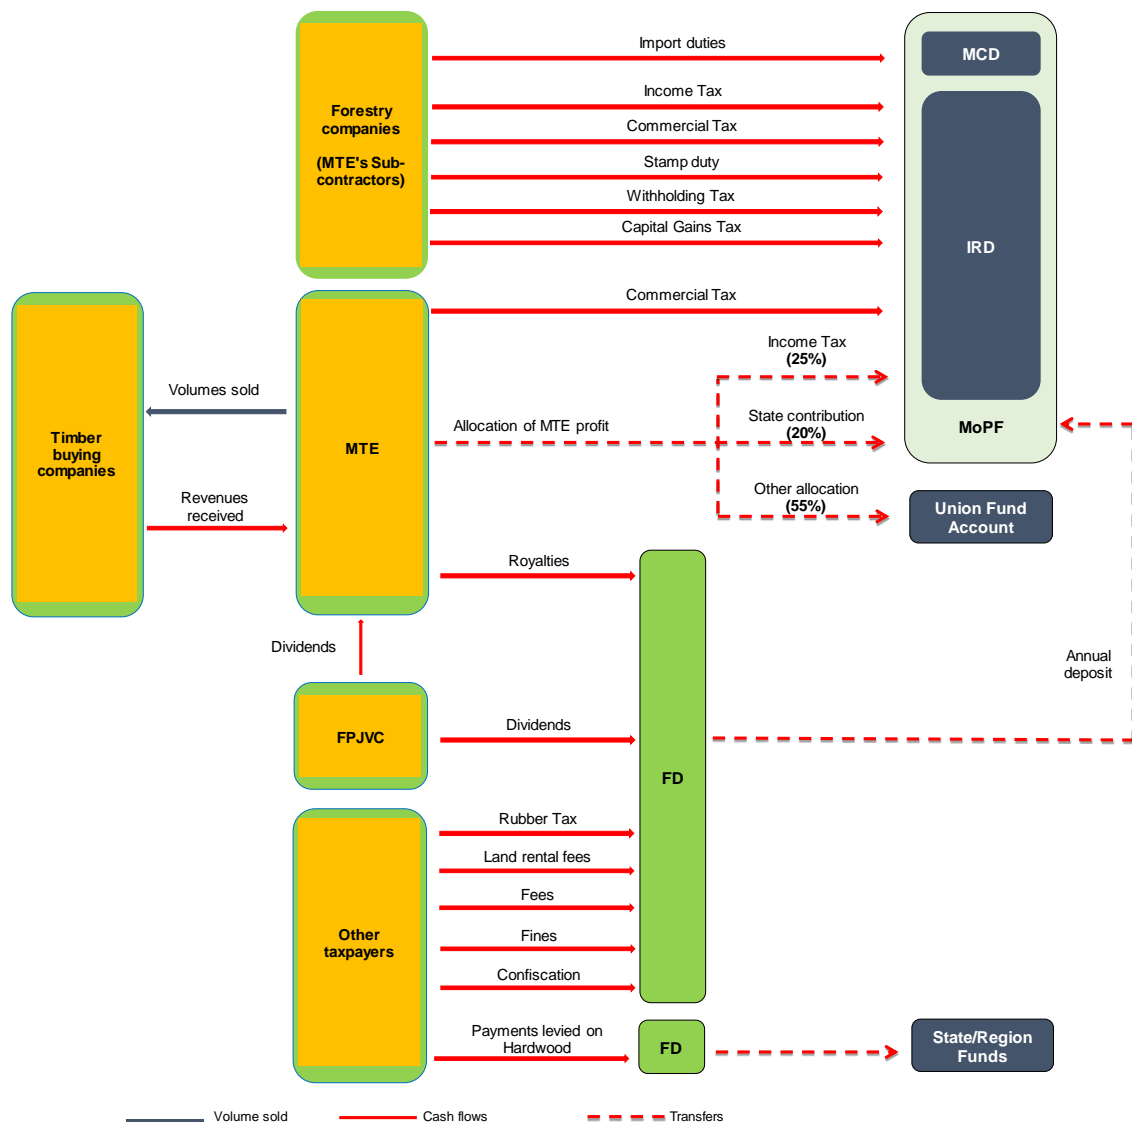 Import duties
MCD
Income Tax
Forestry
companies
(MTE's Sub-
contractors)
Commercial Tax
Stamp duty
Withholding Tax
Capital Gains Tax
IRD
Commercial Tax
Income Tax
(25%)
Volumes sold
Timber
buying
companies
MTE
Allocation of MTE profit
State contribution
(20%)
MoPF
Revenues
received
Other allocation
(55%)
Union Fund
Account
Royalties
Dividends
Annual
deposit
FPJVC
Dividends
FD
Rubber Tax
Land rental fees
Fees
Other
taxpayers
Fines
Confiscation
Payments levied on
Hardwood
FD
State/Region
Funds
Volume sold
Cash flows
Transfers